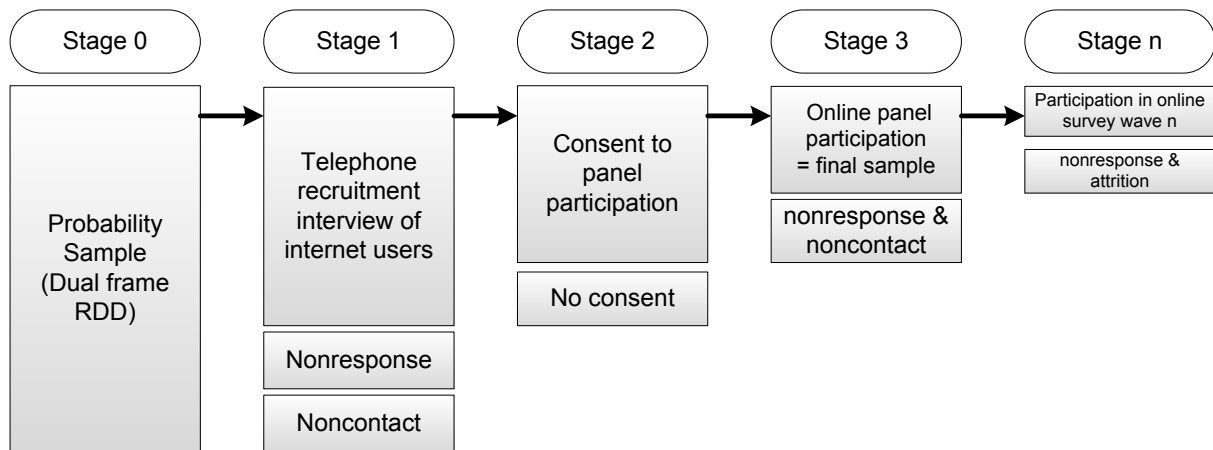 Stage 0
Stage 1
Stage 2
Stage 3
Stage n
Probability
Sample
(Dual frame
RDD)
Telephone
recruitment
interview of
internet users
Nonresponse
Noncontact
Consent to
panel
participation
No consent
Online panel
participation
= final sample
nonresponse &
noncontact
Participation in online
survey wave n
nonresponse &
attrition